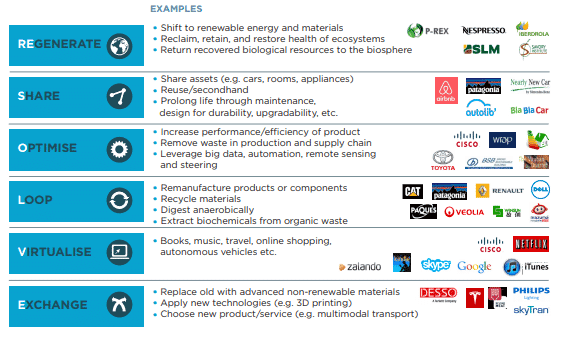 EXAMPLES
REGENERATE
• Shift to renewable energy and materials
• Reclaim, retain, and restore health of ecosystems
• Return recovered biological resources to the biosphere
P-REX
NESPRESSO
IBERDROLA
SLM
SAVORY
INSTITUTE
SHARE
• Share assets (e.g. cars, rooms, appliances)
• Reuse/secondhand
• Prolong life through maintenance,
design for durability, upgradability, etc.
airbnb
patagonia
Nearly New Car
autolib'
BlaBlaCar
OPTIMISE
• Increase performance/efficiency of product
• Remove waste in production and supply chain
• Leverage big data, automation, remote sensing
and steering
CISCO
wrap
TOYOTA
LOOP
• Remanufacture products or components
• Recycle materials
• Digest anaerobically
• Extract biochemicals from organic waste
CAT
patagonia
RENAULT
DELL
PAQUES
VEOLIA
WINSUN
VIRTUALISE
• Books, music, travel, online shopping,
autonomous vehicles etc.
CISCO
NETFLIX
zalando
skype
Google
iTunes
EXCHANGE
• Replace old with advanced non-renewable materials
• Apply new technologies (e.g. 3D printing)
• Choose new product/service (e.g. multimodal transport)
DESSO
PHILIPS
Lighting
skyTran